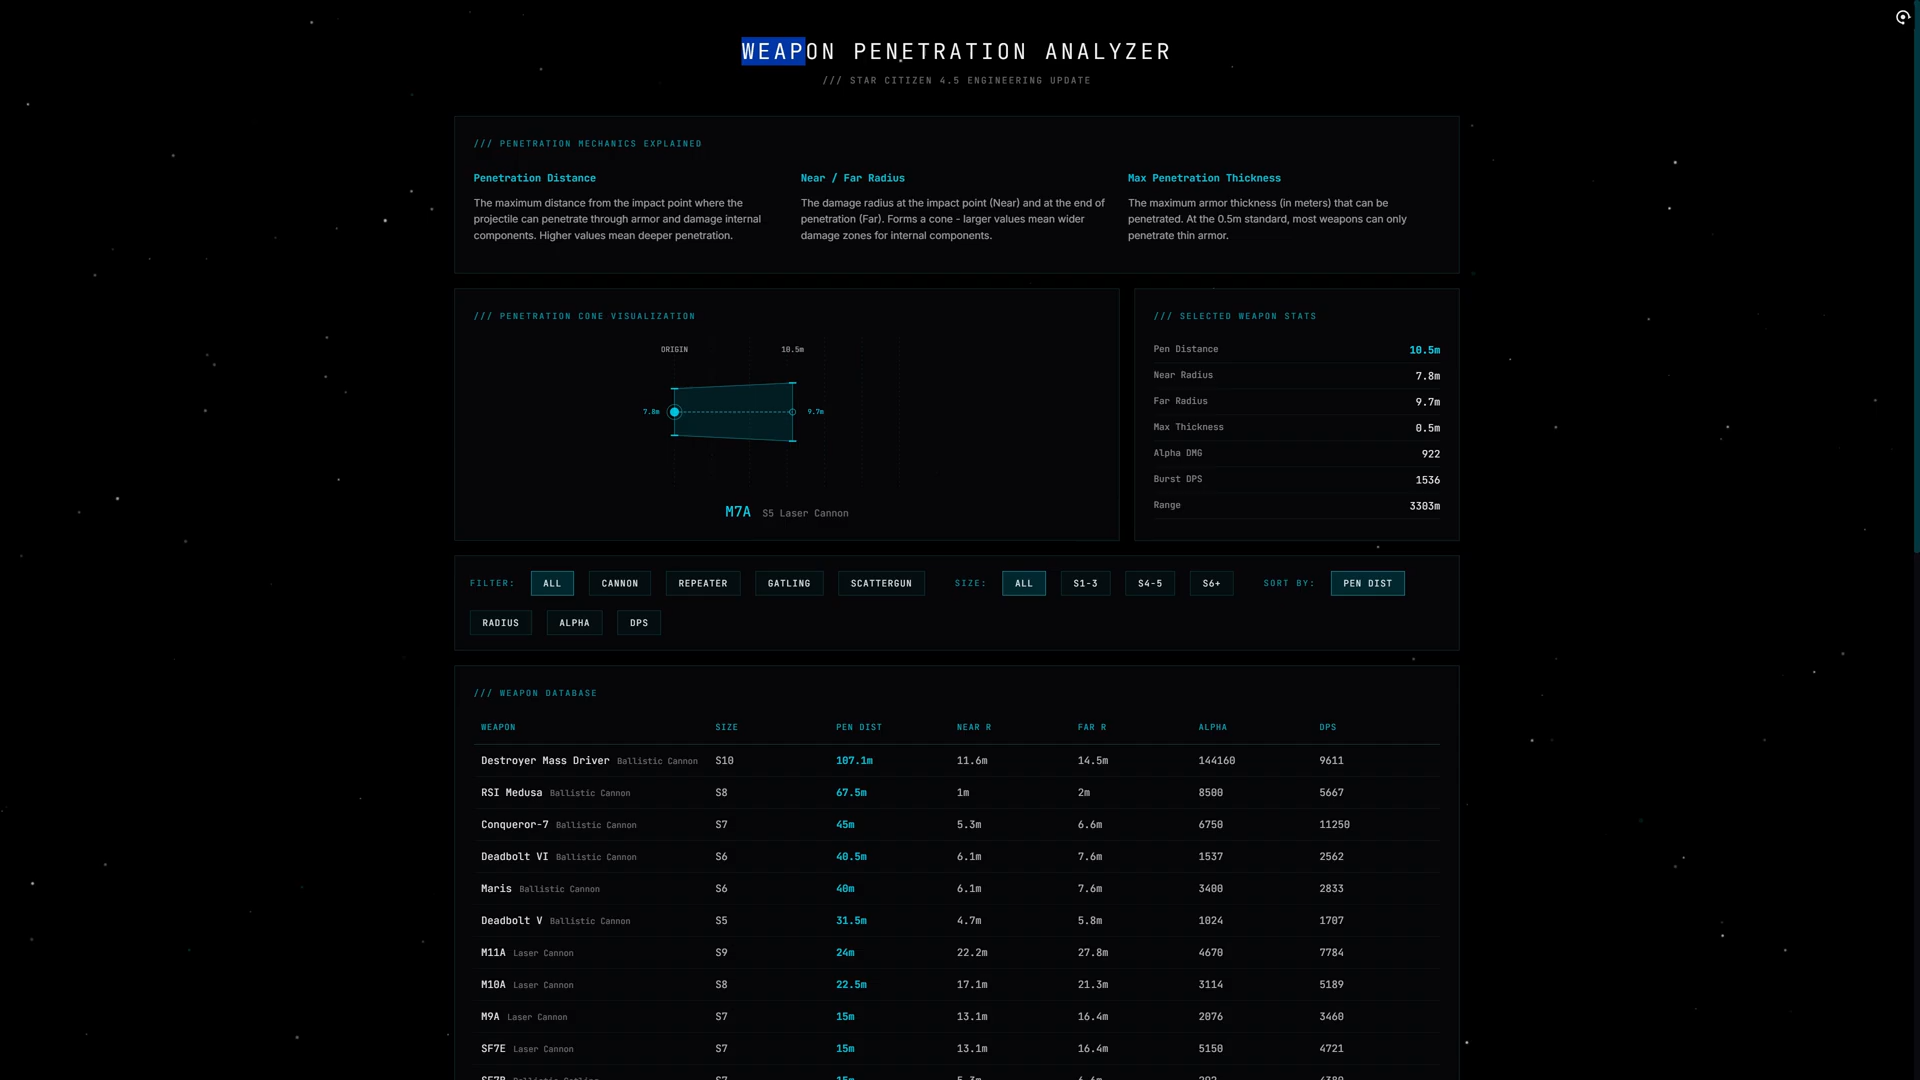 WEAPON PENETRATION ANALYZER
/// STAR CITIZEN 4.5 ENGINEERING UPDATE
/// PENETRATION MECHANICS EXPLAINED
Penetration Distance
The maximum distance from the impact point where the
projectile can penetrate through armor and damage internal
components. Higher values mean deeper penetration.
Near / Far Radius
The damage radius at the impact point (Near) and at the end of
penetration (Far). Forms a cone - larger values mean wider
damage zones for internal components.
Max Penetration Thickness
The maximum armor thickness (in meters) that can be
penetrated. At the 0.5m standard, most weapons can only
penetrate thin armor.
/// PENETRATION CONE VISUALIZATION
ORIGIN 10.5m
7.8m 9.7m
M7A S5 Laser Cannon
/// SELECTED WEAPON STATS
Pen Distance 10.5m
Near Radius 7.8m
Far Radius 9.7m
Max Thickness 0.5m
Alpha DMG 922
Burst DPS 1536
Range 3303m
FILTER: ALL CANNON REPEATER GATLING SCATTERGUN SIZE: ALL S1-3 S4-5 S6+ SORT BY: PEN DIST
RADIUS ALPHA DPS
/// WEAPON DATABASE
WEAPON SIZE PEN DIST NEAR R FAR R ALPHA DPS
Destroyer Mass Driver Ballistic Cannon S10 107.1m 11.6m 14.5m 144160 9611
RSI Medusa Ballistic Cannon S8 67.5m 1m 2m 8500 5667
Conqueror-7 Ballistic Cannon S7 45m 5.3m 6.6m 6750 11250
Deadbolt VI Ballistic Cannon S6 40.5m 6.1m 7.6m 1537 2562
Maris Ballistic Cannon S6 40m 6.1m 7.6m 3400 2833
Deadbolt V Ballistic Cannon S5 31.5m 4.7m 5.8m 1024 1707
M11A Laser Cannon S9 24m 22.2m 27.8m 4670 7784
M10A Laser Cannon S8 22.5m 17.1m 21.3m 3114 5189
M9A Laser Cannon S7 15m 13.1m 16.4m 2076 3460
SF7E Laser Cannon S7 15m 13.1m 16.4m 5150 4721
S7 15m 5.3m 6.6m